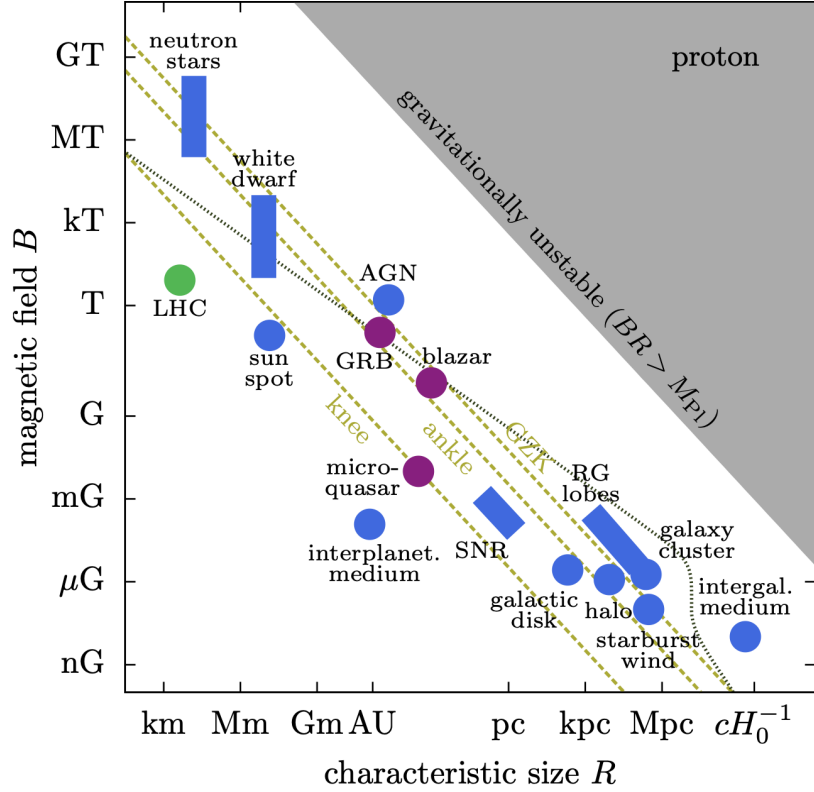 GT
MT
kT
T
G
mG
μG
nG
magnetic field B
neutron
stars
proton
gravitationally unstable (BR > M_Pl)
white
dwarf
LHC
AGN
sun
spot
GRB
blazar
knee
ankle
GZK
micro-
quasar
RG
lobes
interplanet.
medium
SNR
galaxy
cluster
galactic
disk
halo
intergal.
medium
starburst
wind
km Mm Gm AU pc kpc Mpc cH₀⁻¹
characteristic size R